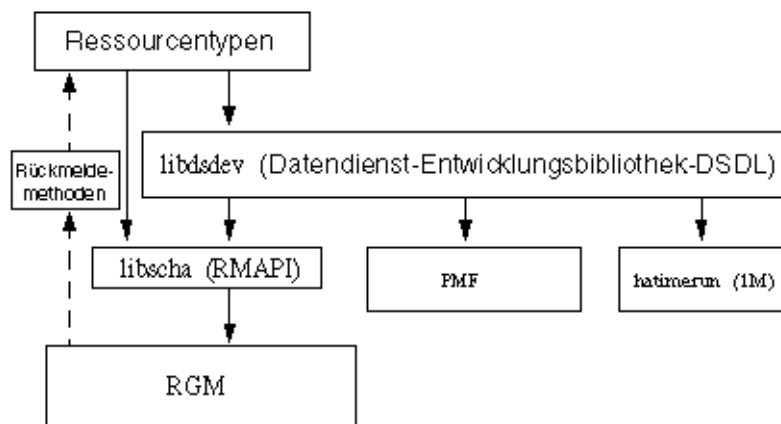 Ressourcentypen
libdsdev (Datendienst-Entwicklungsbibliothek-DSDL)
Rückmelde-
methoden
libscha (RMAPI)
PMF
hatimerun (1M)
RGM